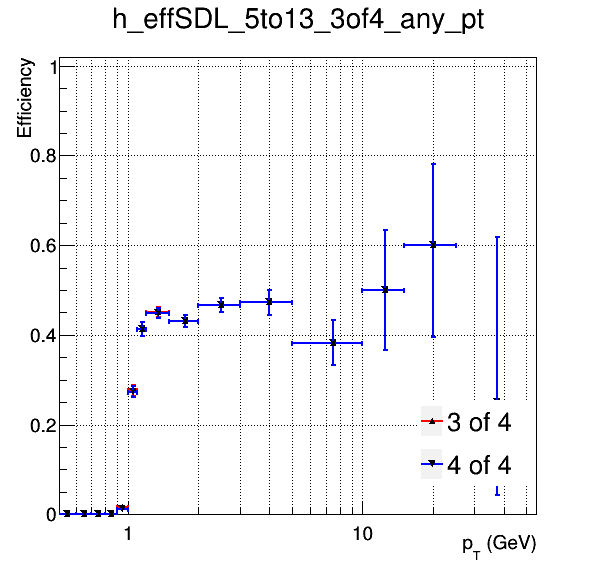 h_effSDL_5to13_3of4_any_pt
Efficiency
1
0.8
0.6
0.4
0.2
0
3 of 4
4 of 4
1
10
p_T (GeV)